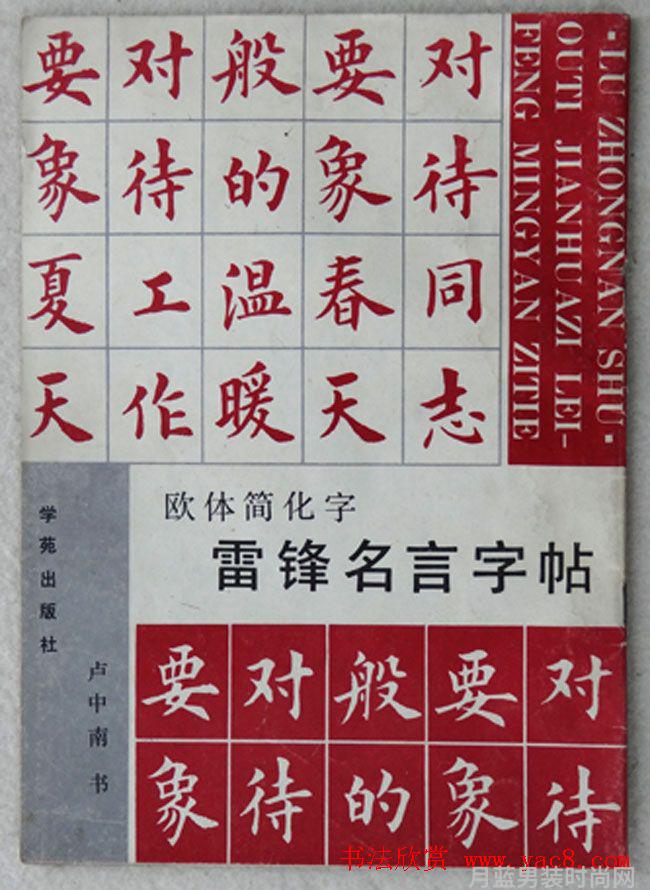 对待同志
要象春天
般的温暖
对待工作
要象夏天
·LU ZHONGNAN SHU·
OUTI JIANHUAZI LEI-
FENG MINGYAN ZITIE
欧体简化字
雷锋名言字帖
学苑出版社
卢中南 书
对待
要象
般的
对待
要象
书法欣赏 www.yac8.com
月蓝男装时尚网